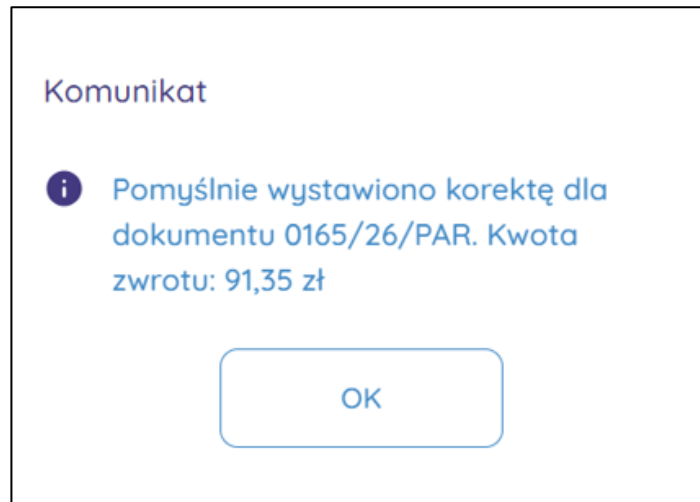 Komunikat
Pomyślnie wystawiono korektę dla
dokumentu 0165/26/PAR. Kwota
zwrotu: 91,35 zł
OK